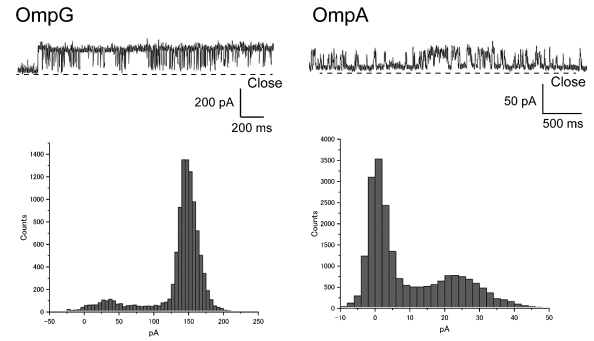 OmpG
OmpA
Close
200 pA
200 ms
Close
50 pA
500 ms
1400
1200
1000
800
600
400
200
0
Counts
-50
0
50
100
150
200
250
pA
4000
3500
3000
2500
2000
1500
1000
500
0
Counts
-10
0
10
20
30
40
50
pA